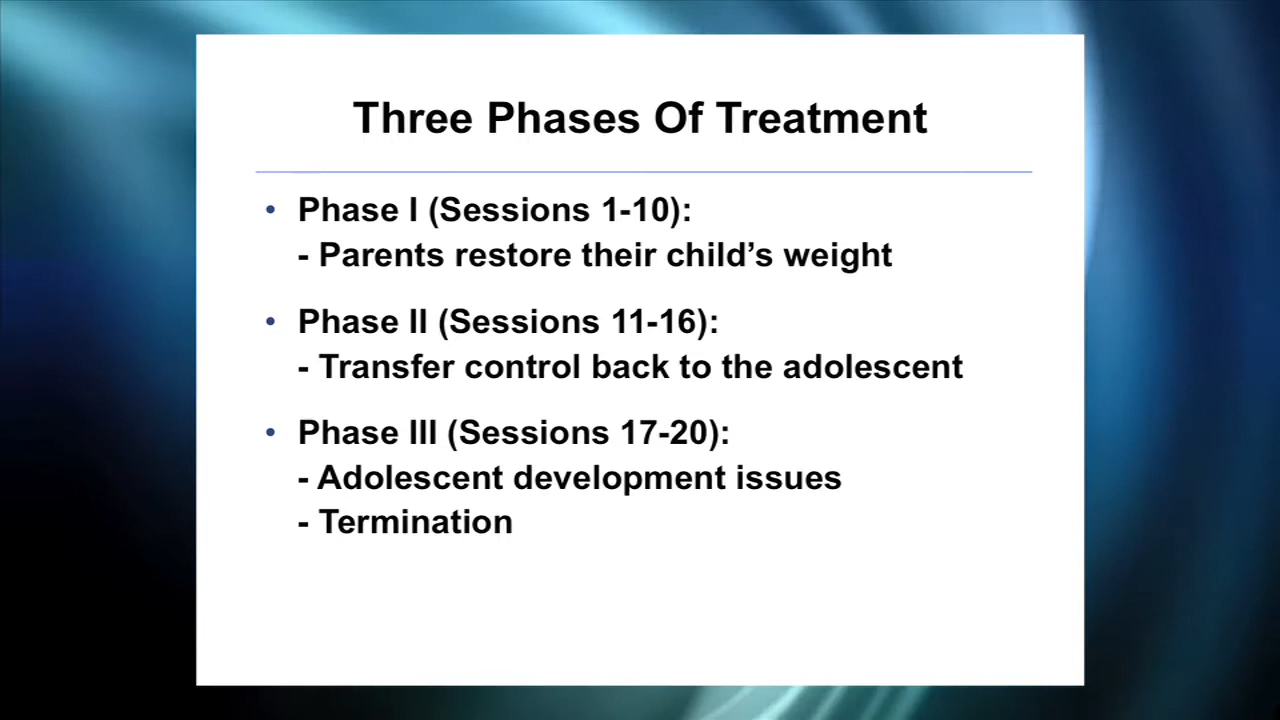 Three Phases Of Treatment
• Phase I (Sessions 1-10):
- Parents restore their child’s weight
• Phase II (Sessions 11-16):
- Transfer control back to the adolescent
• Phase III (Sessions 17-20):
- Adolescent development issues
- Termination